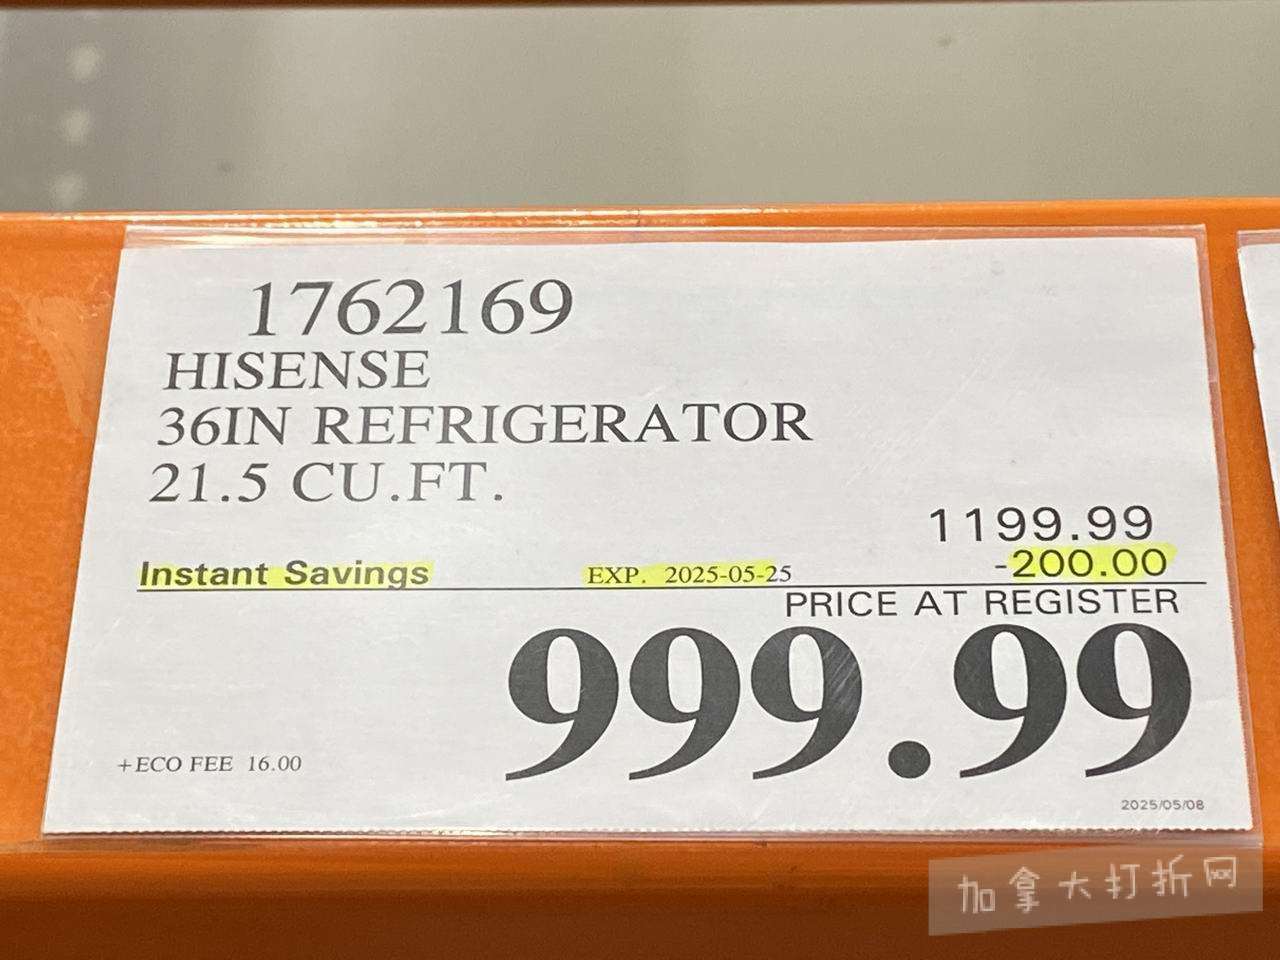 1762169
HISENSE
36IN REFRIGERATOR
21.5 CU.FT.
1199.99
Instant Savings EXP. 2025-05-25 -200.00
PRICE AT REGISTER
999.99
+ECO FEE 16.00
2025/05/08
加拿大打折网